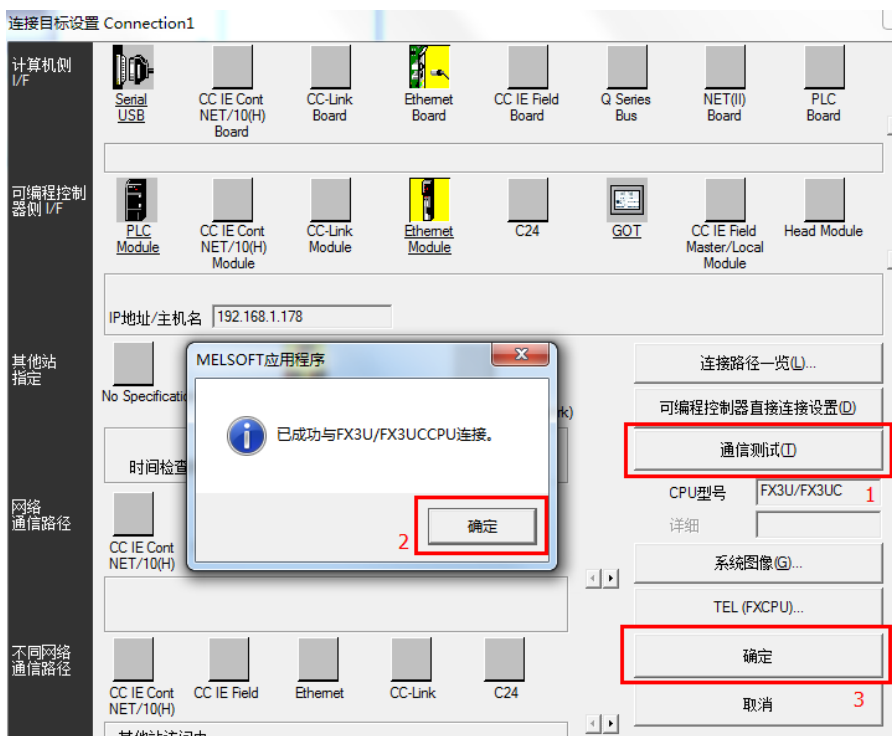 连接目标设置 Connection1
计算机侧
I/F
Serial
USB
CC IE Cont
NET/10(H)
Board
CC-Link
Board
Ethernet
Board
CC IE Field
Board
Q Series
Bus
NET(II)
Board
PLC
Board
可编程控制
器侧 I/F
PLC
Module
CC IE Cont
NET/10(H)
Module
CC-Link
Module
Ethernet
Module
C24
GOT
CC IE Field
Master/Local
Module
Head Module
IP地址/主机名 192.168.1.178
其他站
指定
No Specificatio
时间检查
MELSOFT应用程序
已成功与FX3U/FX3UCCPU连接。
确定
2
rk)
连接路径一览(L)...
可编程控制器直接连接设置(D)
通信测试(T)
CPU型号 FX3U/FX3UC 1
详细
系统图像(G)...
TEL (FXCPU)...
确定
取消 3
网络
通信路径
CC IE Cont
NET/10(H)
不同网络
通信路径
CC IE Cont
NET/10(H)
CC IE Field
Ethernet
CC-Link
C24
其他站访问中